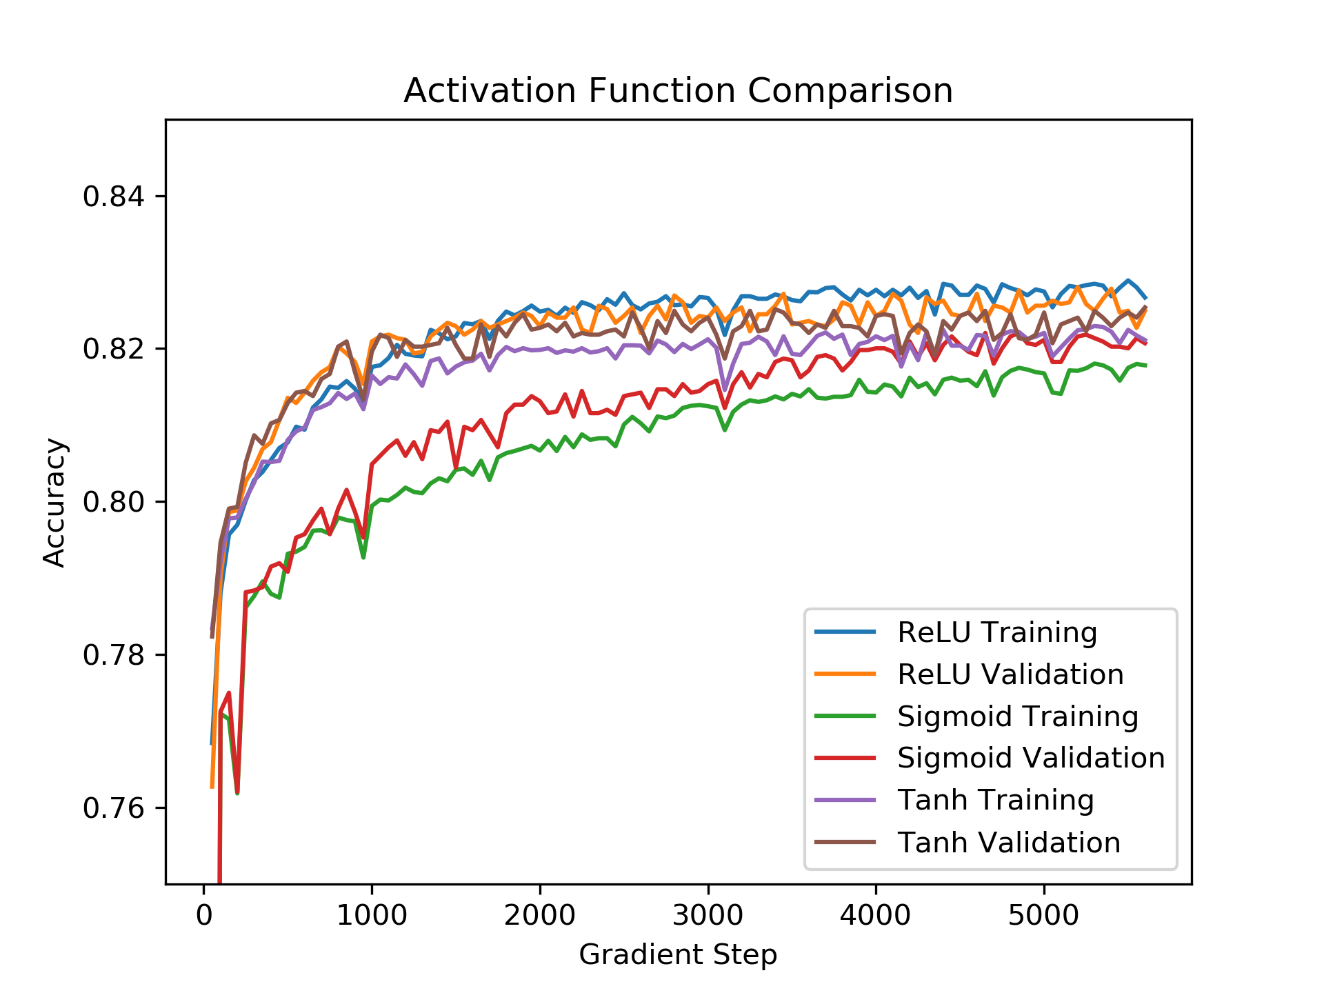 Activation Function Comparison
Accuracy
0.84
0.82
0.80
0.78
0.76
ReLU Training
ReLU Validation
Sigmoid Training
Sigmoid Validation
Tanh Training
Tanh Validation
0 1000 2000 3000 4000 5000
Gradient Step